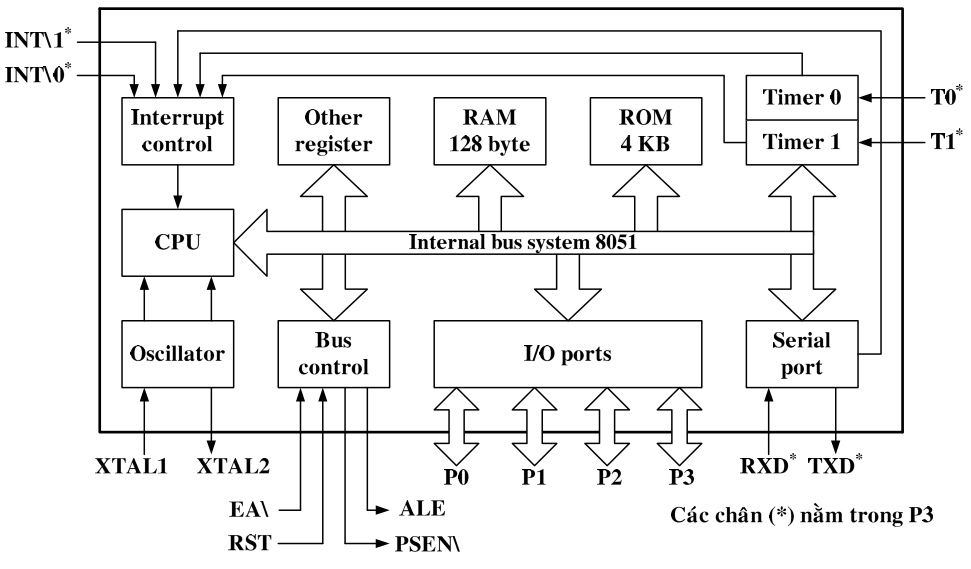 INT\1*
INT\0*
Interrupt
control
Other
register
RAM
128 byte
ROM
4 KB
Timer 0
Timer 1
T0*
T1*
CPU
Internal bus system 8051
Oscillator
Bus
control
I/O ports
Serial
port
XTAL1
XTAL2
P0
P1
P2
P3
RXD*
TXD*
EA\
ALE
RST
PSEN\
Các chân (*) nằm trong P3